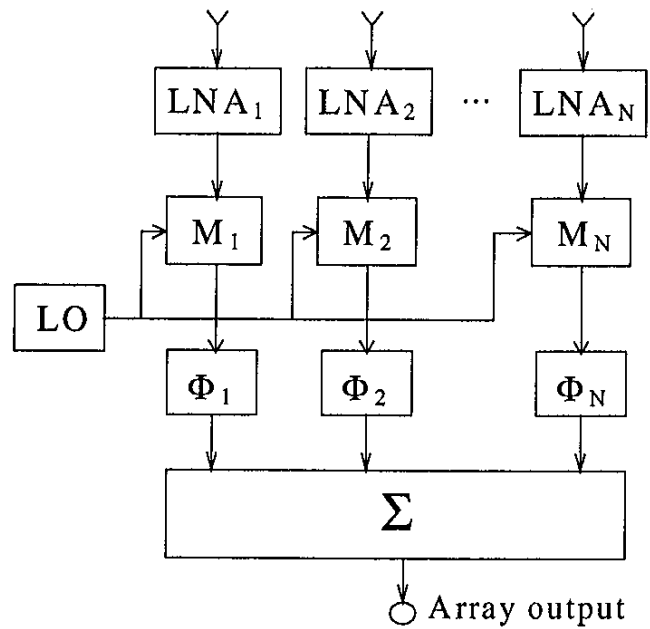 LNA₁ LNA₂ ... LNA_N
M₁ M₂ M_N
LO
Φ₁ Φ₂ Φ_N
Σ
Array output